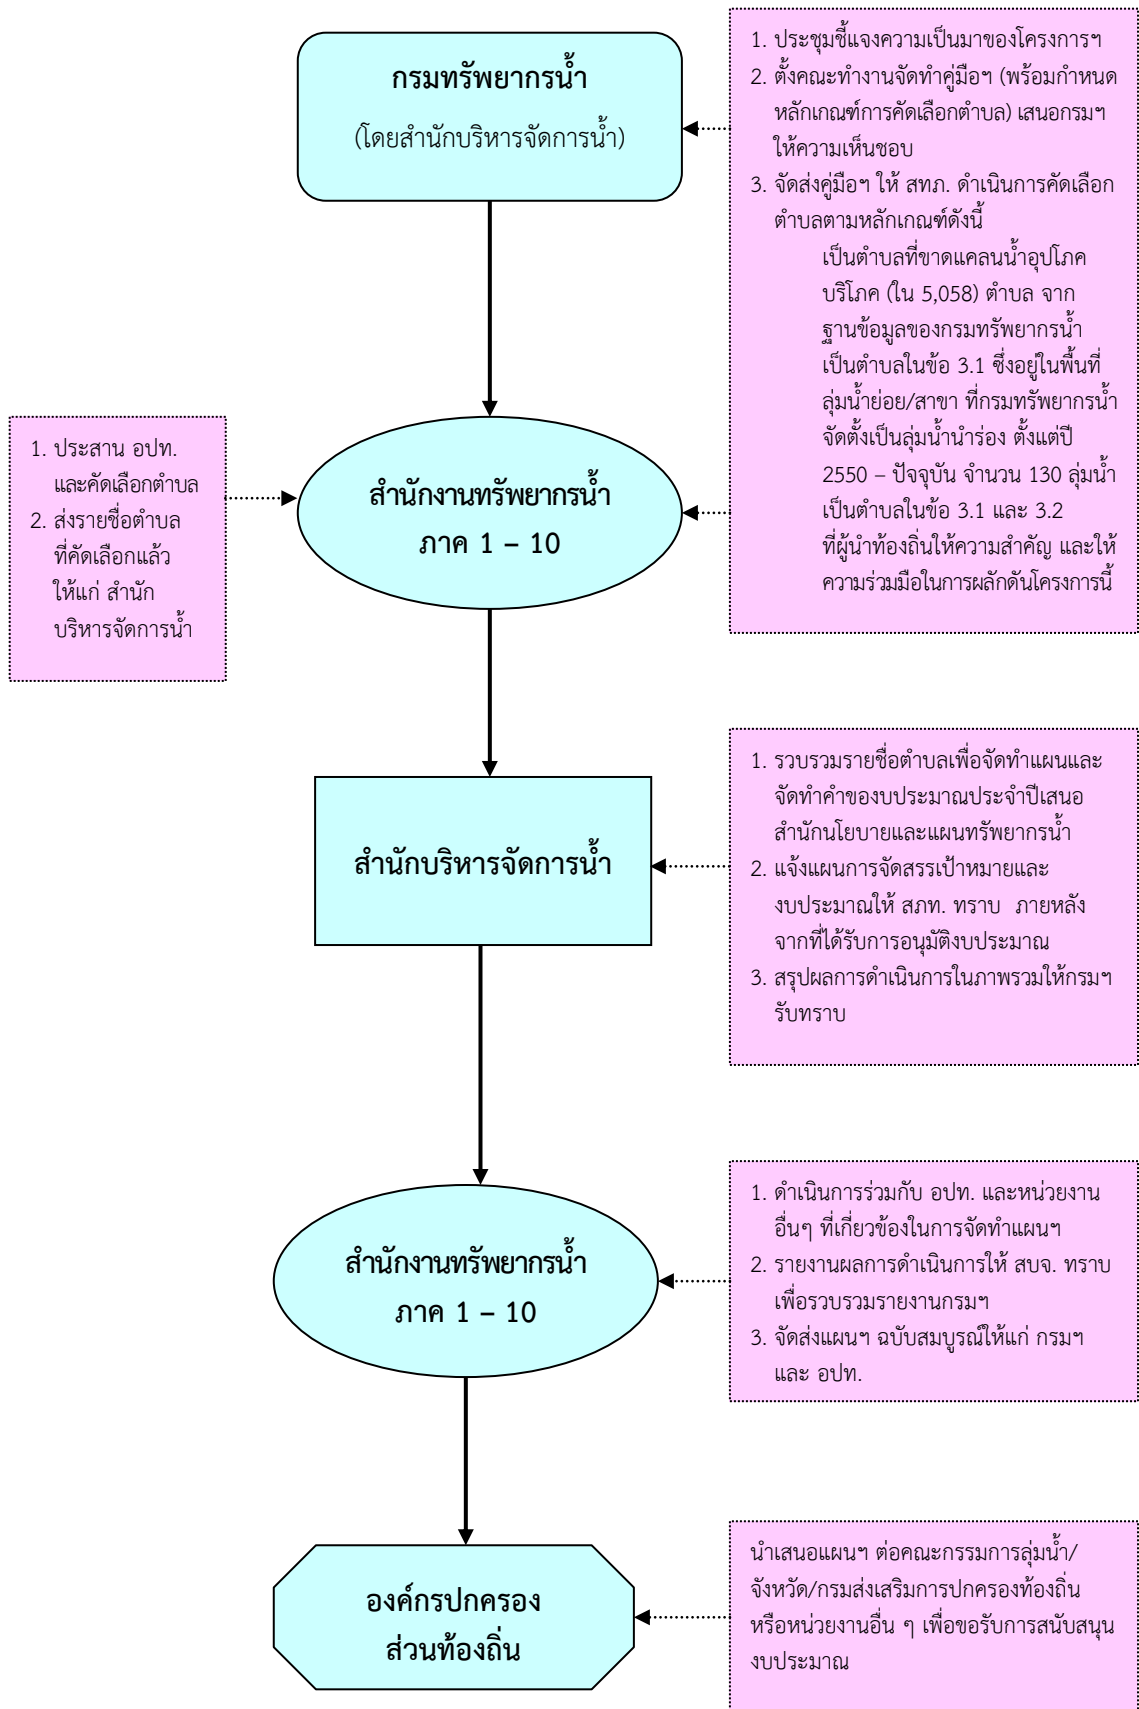 กรมทรัพยากรน้ำ
(โดยสำนักบริหารจัดการน้ำ)
1. ประชุมชี้แจงความเป็นมาของโครงการฯ
2. ตั้งคณะทำงานจัดทำคู่มือฯ (พร้อมกำหนด
หลักเกณฑ์การคัดเลือกตำบล) เสนอกรมฯ
ให้ความเห็นชอบ
3. จัดส่งคู่มือฯ ให้ สทภ. ดำเนินการคัดเลือก
ตำบลตามหลักเกณฑ์ดังนี้
เป็นตำบลที่ขาดแคลนน้ำอุปโภค
บริโภค (ใน 5,058) ตำบล จาก
ฐานข้อมูลของกรมทรัพยากรน้ำ
เป็นตำบลในข้อ 3.1 ซึ่งอยู่ในพื้นที่
ลุ่มน้ำย่อย/สาขา ที่กรมทรัพยากรน้ำ
จัดตั้งเป็นลุ่มน้ำนำร่อง ตั้งแต่ปี
2550 – ปัจจุบัน จำนวน 130 ลุ่มน้ำ
เป็นตำบลในข้อ 3.1 และ 3.2
ที่ผู้นำท้องถิ่นให้ความสำคัญ และให้
ความร่วมมือในการผลักดันโครงการนี้
1. ประสาน อปท.
และคัดเลือกตำบล
2. ส่งรายชื่อตำบล
ที่คัดเลือกแล้ว
ให้แก่ สำนัก
บริหารจัดการน้ำ
สำนักงานทรัพยากรน้ำ
ภาค 1 – 10
สำนักบริหารจัดการน้ำ
1. รวบรวมรายชื่อตำบลเพื่อจัดทำแผนและ
จัดทำคำของบประมาณประจำปีเสนอ
สำนักนโยบายและแผนทรัพยากรน้ำ
2. แจ้งแผนการจัดสรรเป้าหมายและ
งบประมาณให้ สภท. ทราบ ภายหลัง
จากที่ได้รับการอนุมัติงบประมาณ
3. สรุปผลการดำเนินการในภาพรวมให้กรมฯ
รับทราบ
สำนักงานทรัพยากรน้ำ
ภาค 1 – 10
1. ดำเนินการร่วมกับ อปท. และหน่วยงาน
อื่นๆ ที่เกี่ยวข้องในการจัดทำแผนฯ
2. รายงานผลการดำเนินการให้ สบจ. ทราบ
เพื่อรวบรวมรายงานกรมฯ
3. จัดส่งแผนฯ ฉบับสมบูรณ์ให้แก่ กรมฯ
และ อปท.
องค์กรปกครอง
ส่วนท้องถิ่น
นำเสนอแผนฯ ต่อคณะกรรมการลุ่มน้ำ/
จังหวัด/กรมส่งเสริมการปกครองท้องถิ่น
หรือหน่วยงานอื่น ๆ เพื่อขอรับการสนับสนุน
งบประมาณ